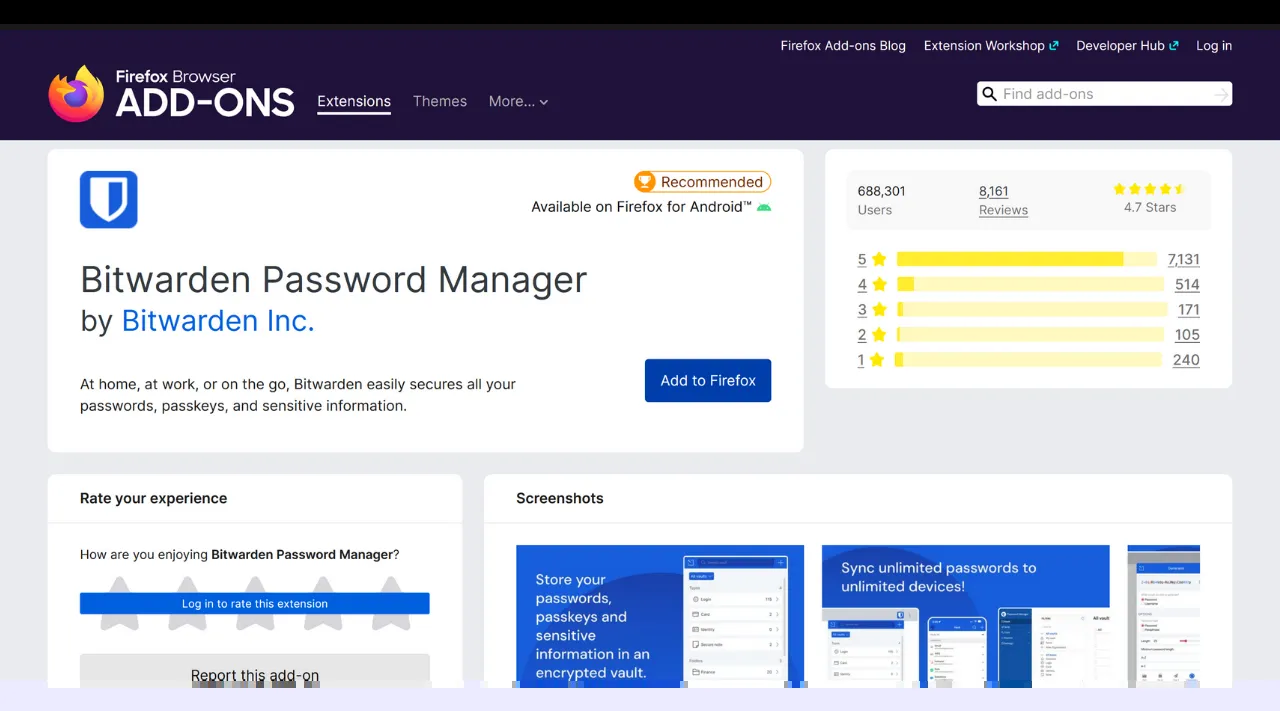 Firefox Add-ons Blog
Extension Workshop
Developer Hub
Log in
Firefox Browser
ADD-ONS
Extensions
Themes
More...
Find add-ons
Recommended
Available on Firefox for Android™
Bitwarden Password Manager
by Bitwarden Inc.
At home, at work, or on the go, Bitwarden easily secures all your
passwords, passkeys, and sensitive information.
Add to Firefox
688,301
Users
8,161
Reviews
4.7 Stars
5 7,131
4 514
3 171
2 105
1 240
Rate your experience
How are you enjoying Bitwarden Password Manager?
Log in to rate this extension
Report this add-on
Screenshots
Store your
passwords,
passkeys and
sensitive
information in an
encrypted vault.
Sync unlimited passwords to
unlimited devices!